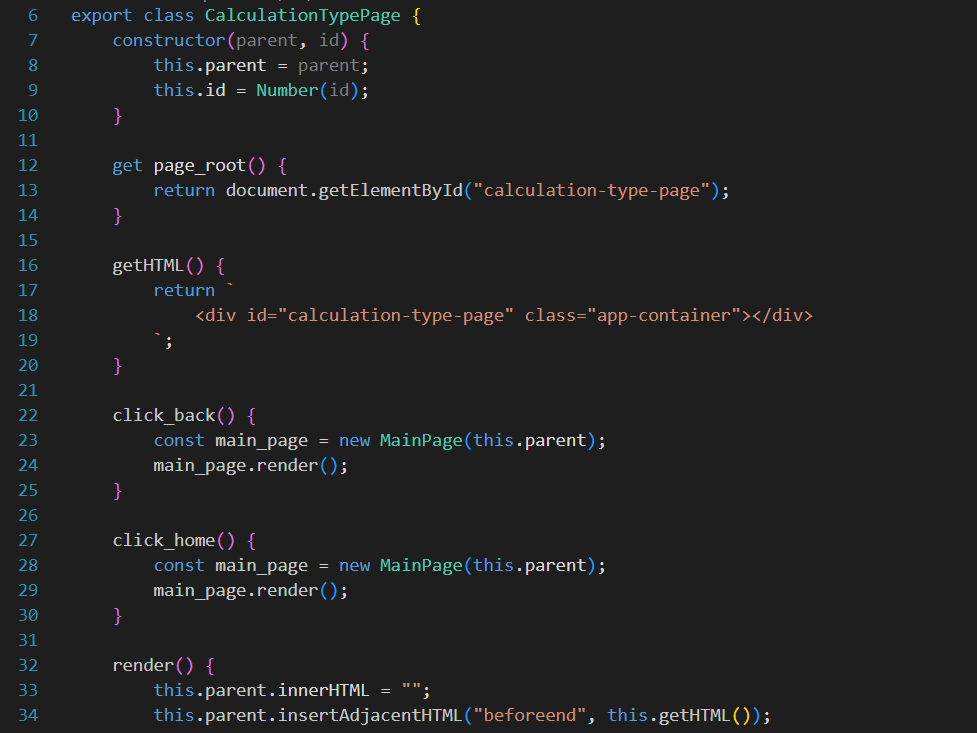 6 export class CalculationTypePage {
7     constructor(parent, id) {
8         this.parent = parent;
9         this.id = Number(id);
10     }
11
12     get page_root() {
13         return document.getElementById("calculation-type-page");
14     }
15
16     getHTML() {
17         return `
18             <div id="calculation-type-page" class="app-container"></div>
19         `;
20     }
21
22     click_back() {
23         const main_page = new MainPage(this.parent);
24         main_page.render();
25     }
26
27     click_home() {
28         const main_page = new MainPage(this.parent);
29         main_page.render();
30     }
31
32     render() {
33         this.parent.innerHTML = "";
34         this.parent.insertAdjacentHTML("beforeend", this.getHTML());